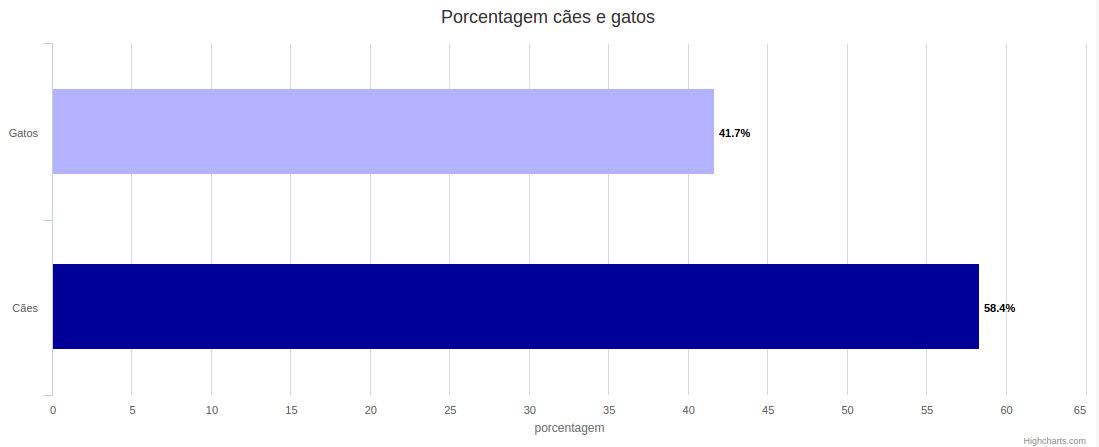 Porcentagem cães e gatos
Gatos
41.7%
Cães
58.4%
0 5 10 15 20 25 30 35 40 45 50 55 60 65
porcentagem
Highcharts.com